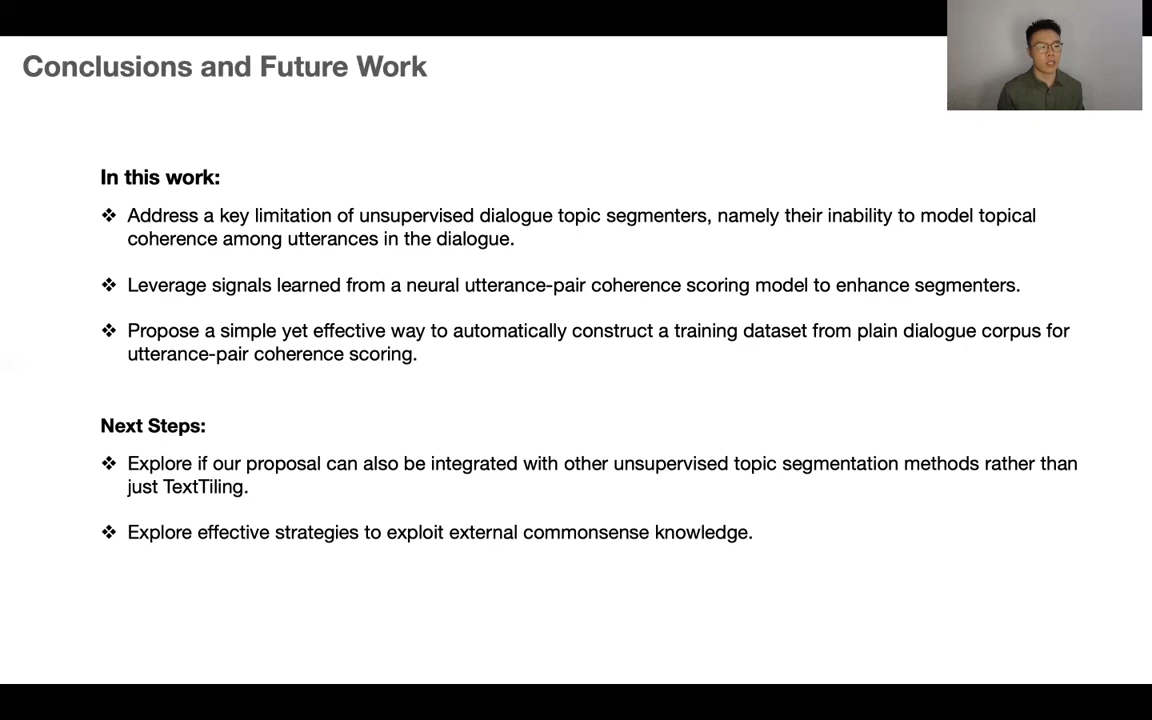 Conclusions and Future Work
In this work:
❖ Address a key limitation of unsupervised dialogue topic segmenters, namely their inability to model topical
coherence among utterances in the dialogue.
❖ Leverage signals learned from a neural utterance-pair coherence scoring model to enhance segmenters.
❖ Propose a simple yet effective way to automatically construct a training dataset from plain dialogue corpus for
utterance-pair coherence scoring.
Next Steps:
❖ Explore if our proposal can also be integrated with other unsupervised topic segmentation methods rather than
just TextTiling.
❖ Explore effective strategies to exploit external commonsense knowledge.